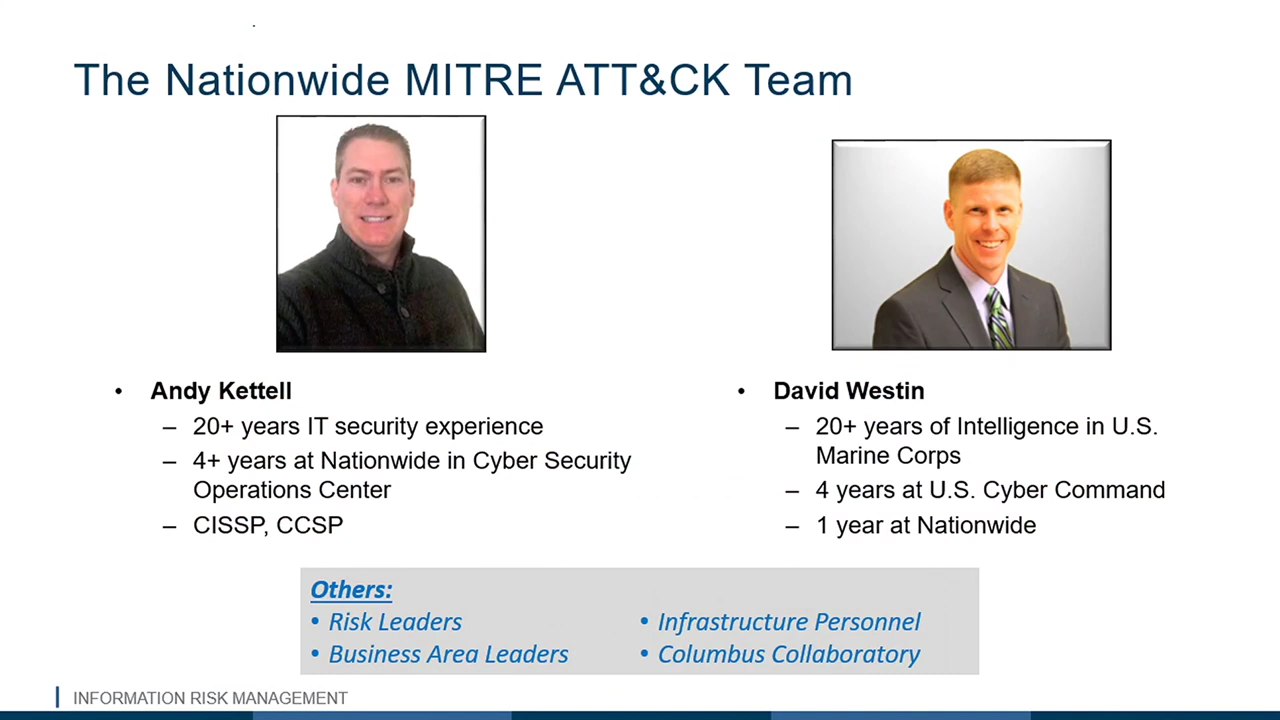 The Nationwide MITRE ATT&CK Team
• Andy Kettell
– 20+ years IT security experience
– 4+ years at Nationwide in Cyber Security
Operations Center
– CISSP, CCSP
• David Westin
– 20+ years of Intelligence in U.S.
Marine Corps
– 4 years at U.S. Cyber Command
– 1 year at Nationwide
Others:
• Risk Leaders
• Business Area Leaders
• Infrastructure Personnel
• Columbus Collaboratory
INFORMATION RISK MANAGEMENT